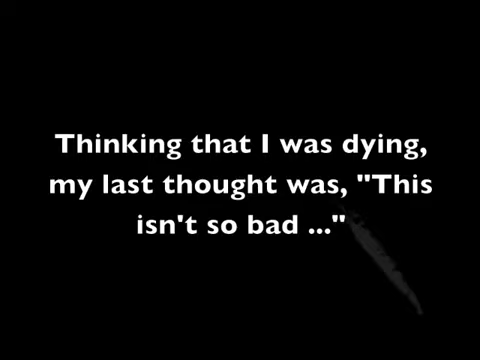 Thinking that I was dying,
my last thought was, "This
isn't so bad ..."